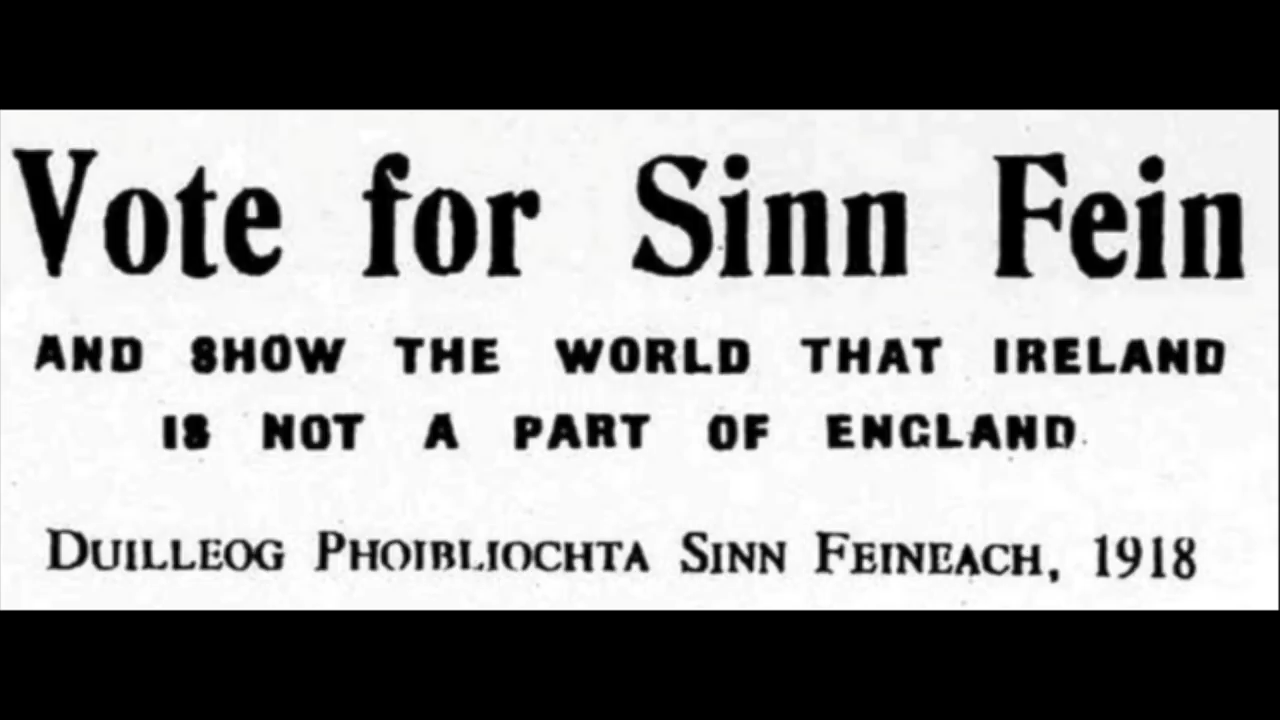 Vote for Sinn Fein
AND SHOW THE WORLD THAT IRELAND
IS NOT A PART OF ENGLAND.
DUILLEOG PHOIBLIOCHTA SINN FEINEACH, 1918